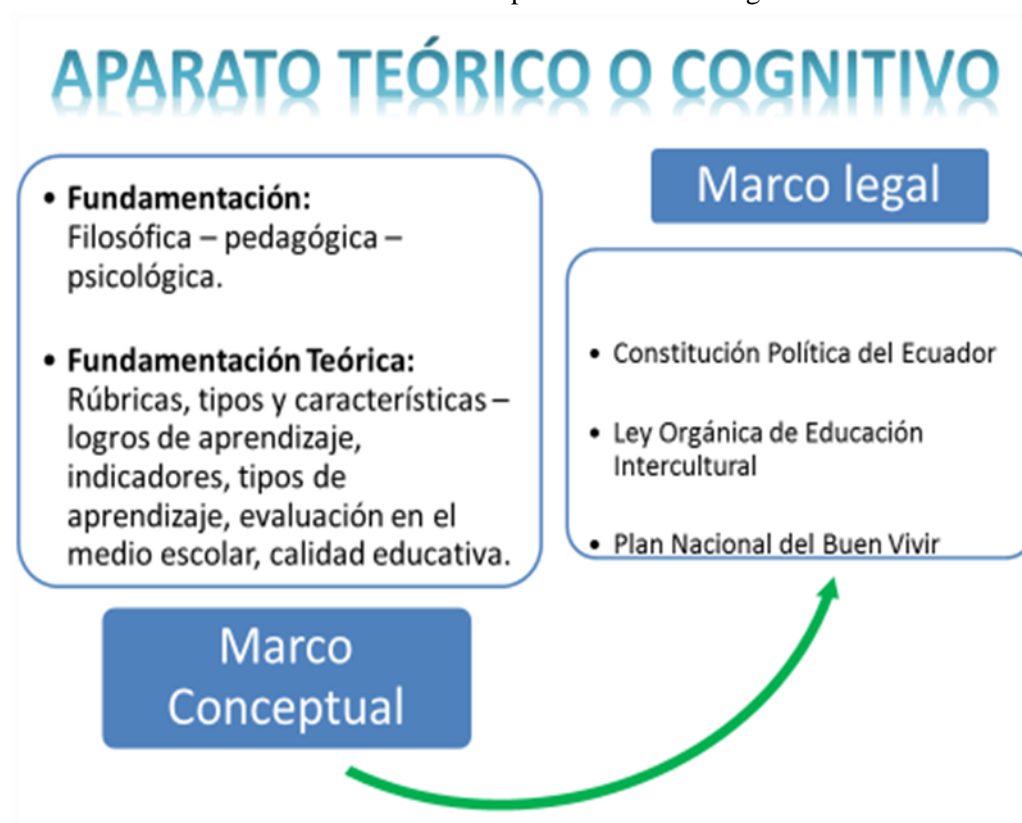 APARATO TEÓRICO O COGNITIVO
• Fundamentación:
Filosófica – pedagógica –
psicológica.
• Fundamentación Teórica:
Rúbricas, tipos y características –
logros de aprendizaje,
indicadores, tipos de
aprendizaje, evaluación en el
medio escolar, calidad educativa.
Marco
Conceptual
Marco legal
• Constitución Política del Ecuador
• Ley Orgánica de Educación
Intercultural
• Plan Nacional del Buen Vivir